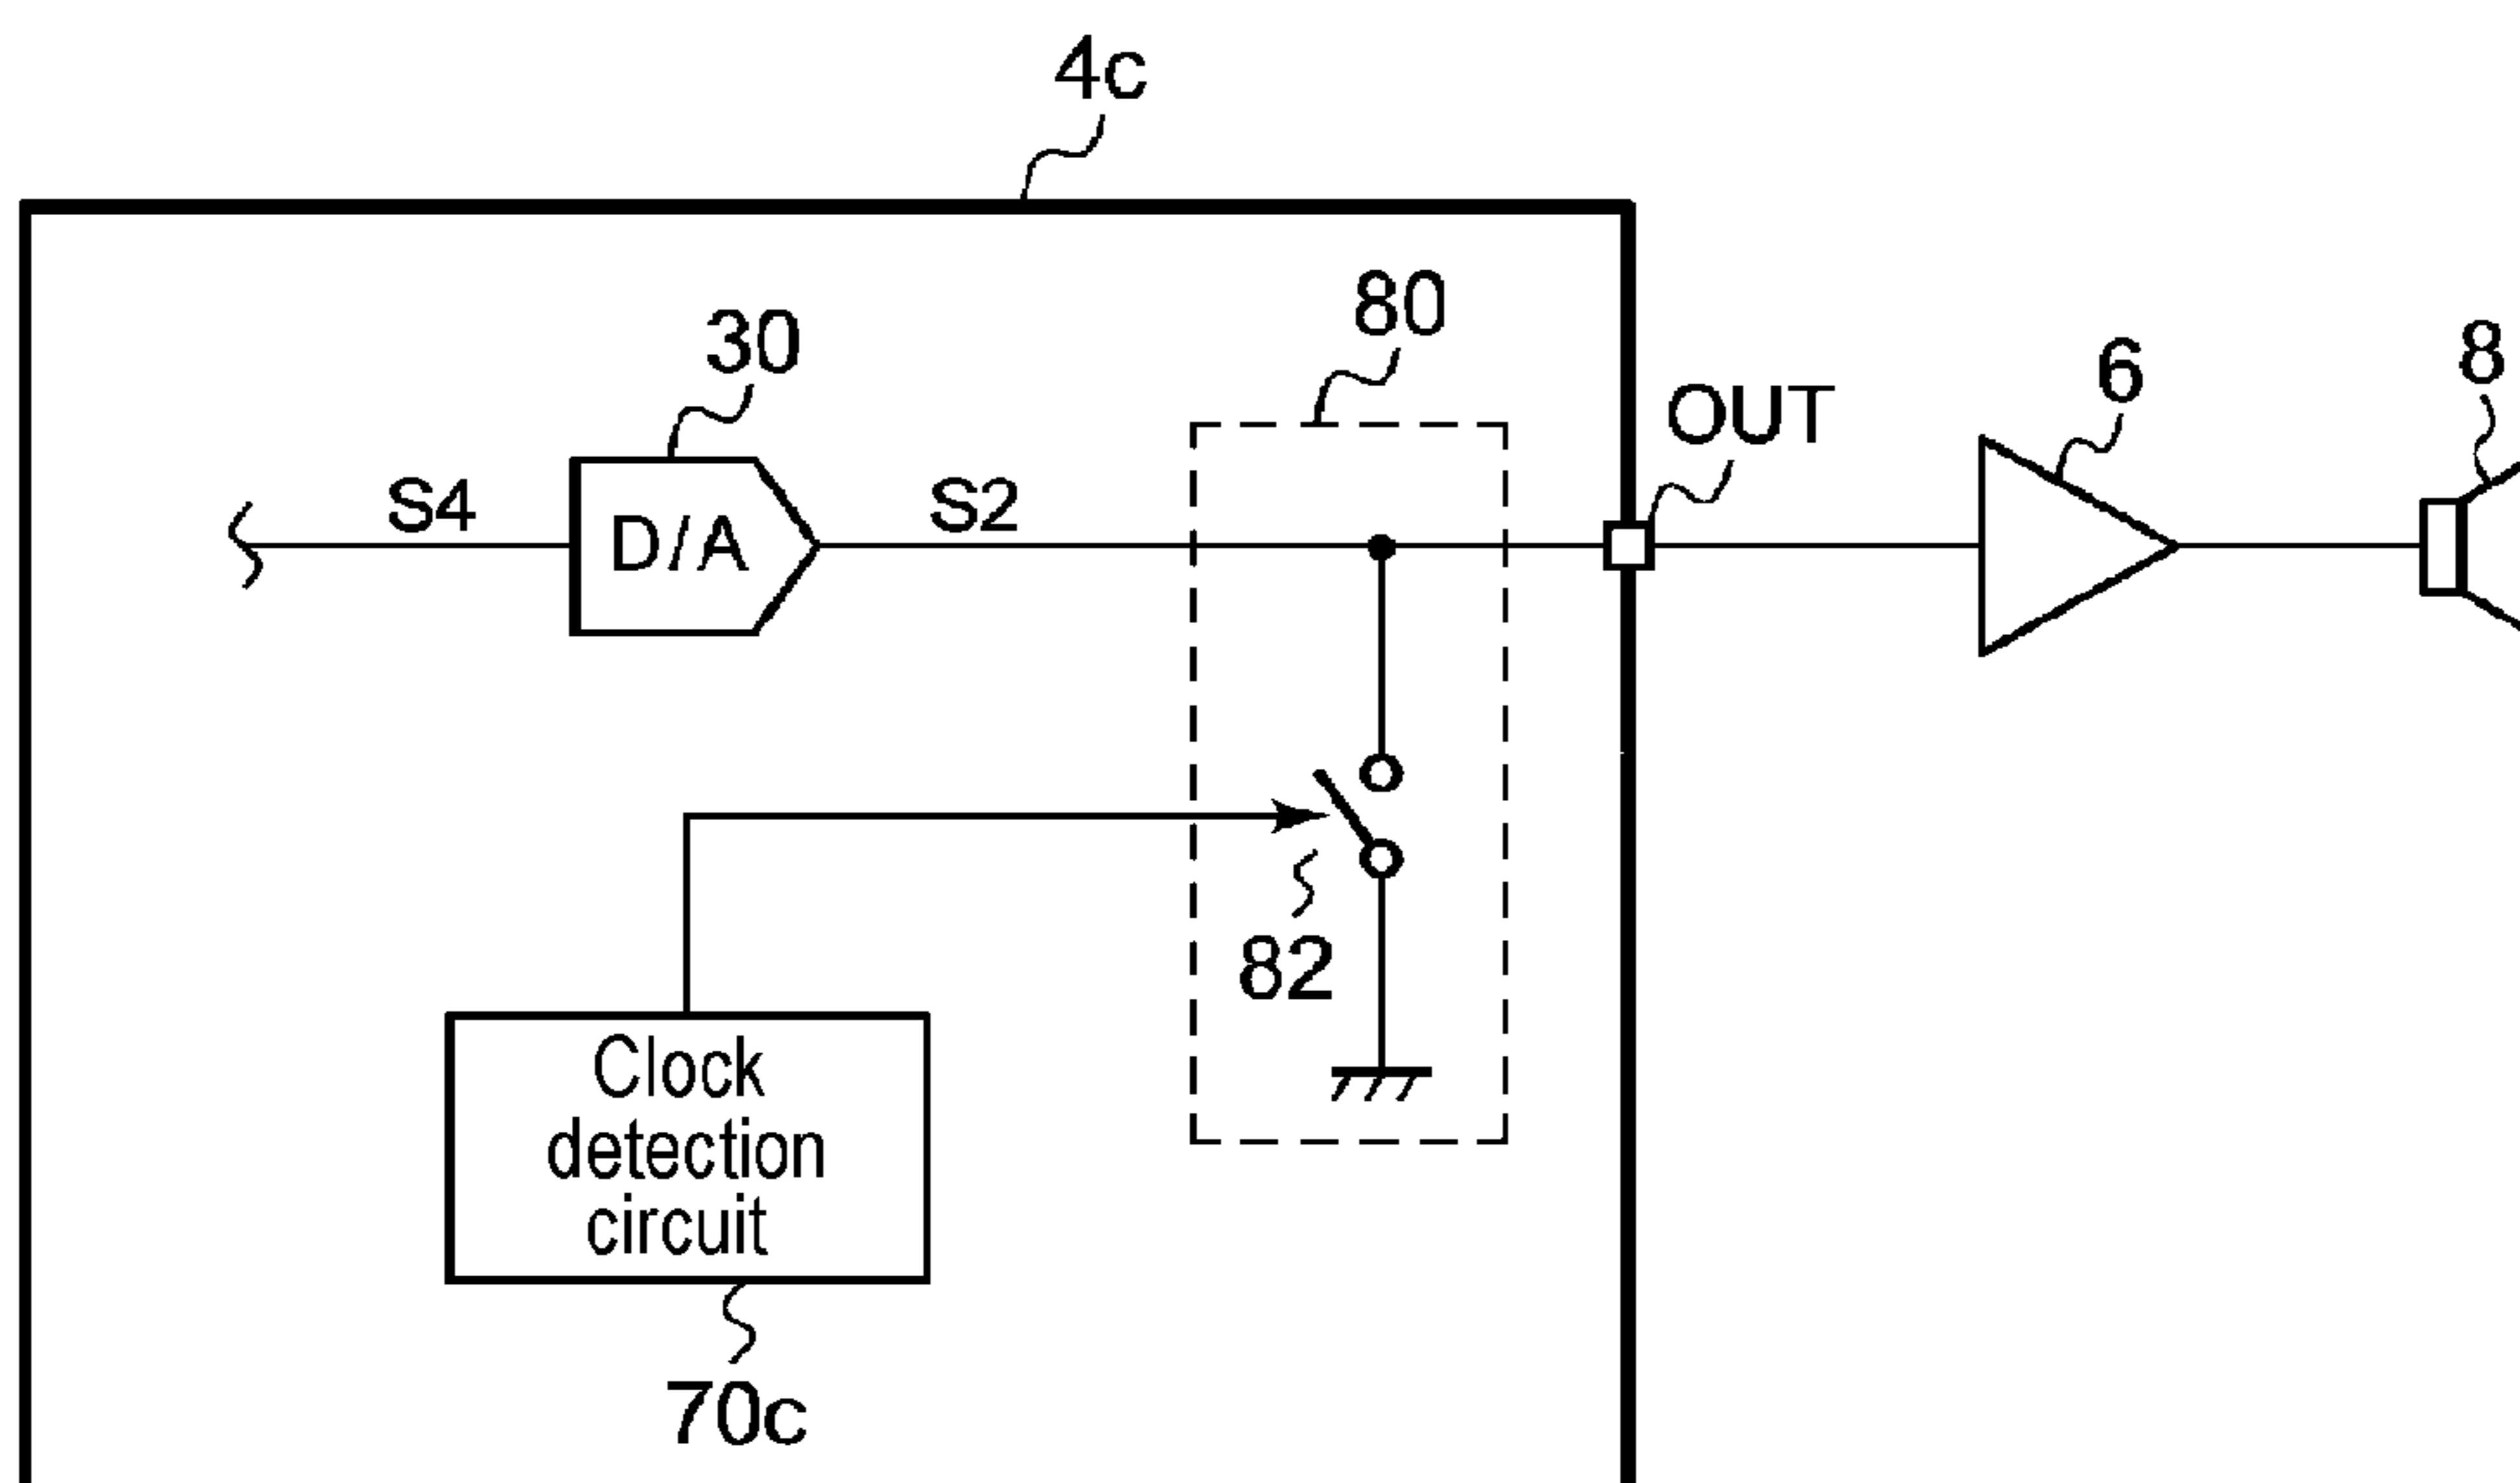 4c
30
80
OUT
6
8
S4
D/A
S2
82
Clock
detection
circuit
70c